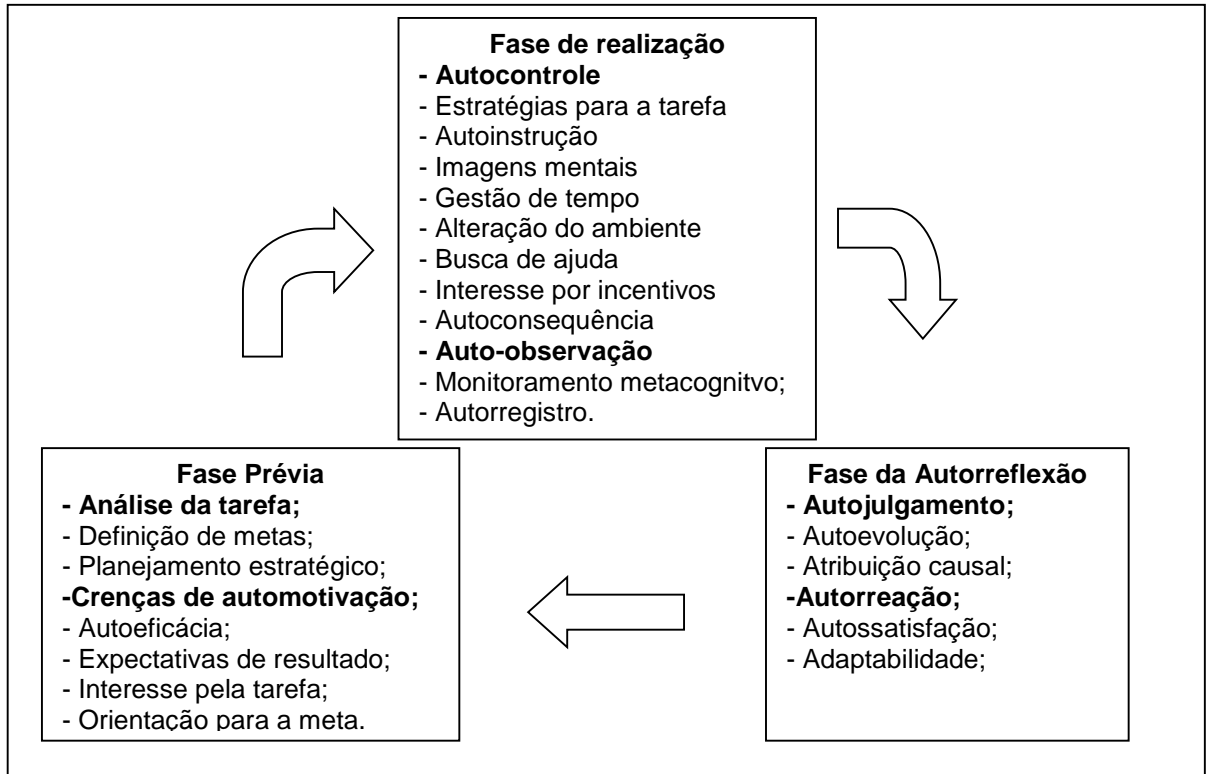 Fase de realização
- Autocontrole
- Estratégias para a tarefa
- Autoinstrução
- Imagens mentais
- Gestão de tempo
- Alteração do ambiente
- Busca de ajuda
- Interesse por incentivos
- Autoconsequência
- Auto-observação
- Monitoramento metacognitvo;
- Autorregistro.
Fase Prévia
- Análise da tarefa;
- Definição de metas;
- Planejamento estratégico;
-Crenças de automotivação;
- Autoeficácia;
- Expectativas de resultado;
- Interesse pela tarefa;
- Orientação para a meta.
Fase da Autorreflexão
- Autojulgamento;
- Autoevolução;
- Atribuição causal;
-Autorreação;
- Autossatisfação;
- Adaptabilidade;